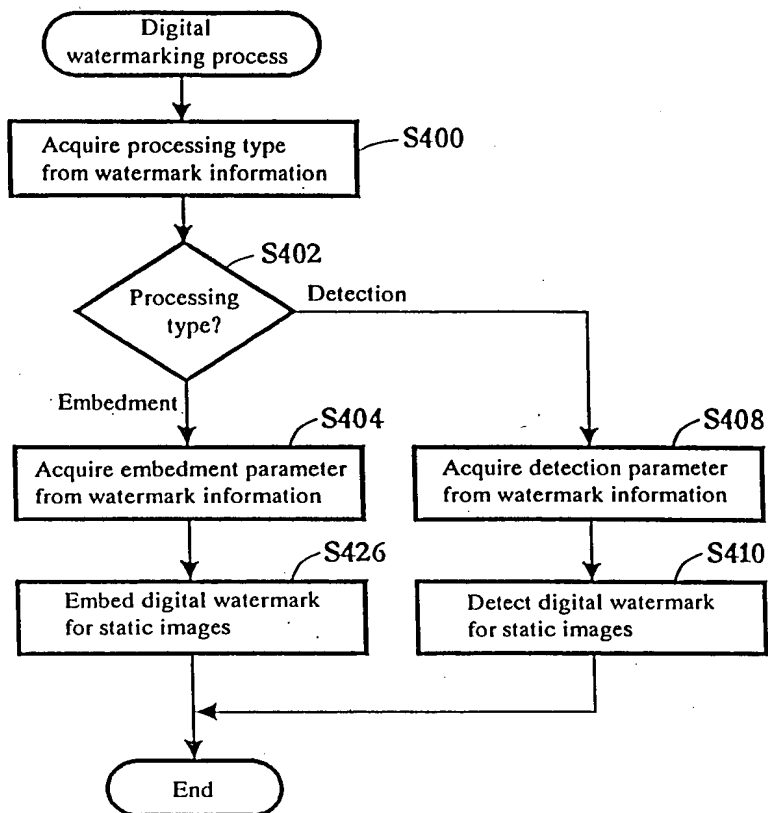 Digital
watermarking process
Acquire processing type
from watermark information
S400
S402
Processing
type?
Detection
Embedment
S404
Acquire embedment parameter
from watermark information
S408
Acquire detection parameter
from watermark information
S426
Embed digital watermark
for static images
S410
Detect digital watermark
for static images
End